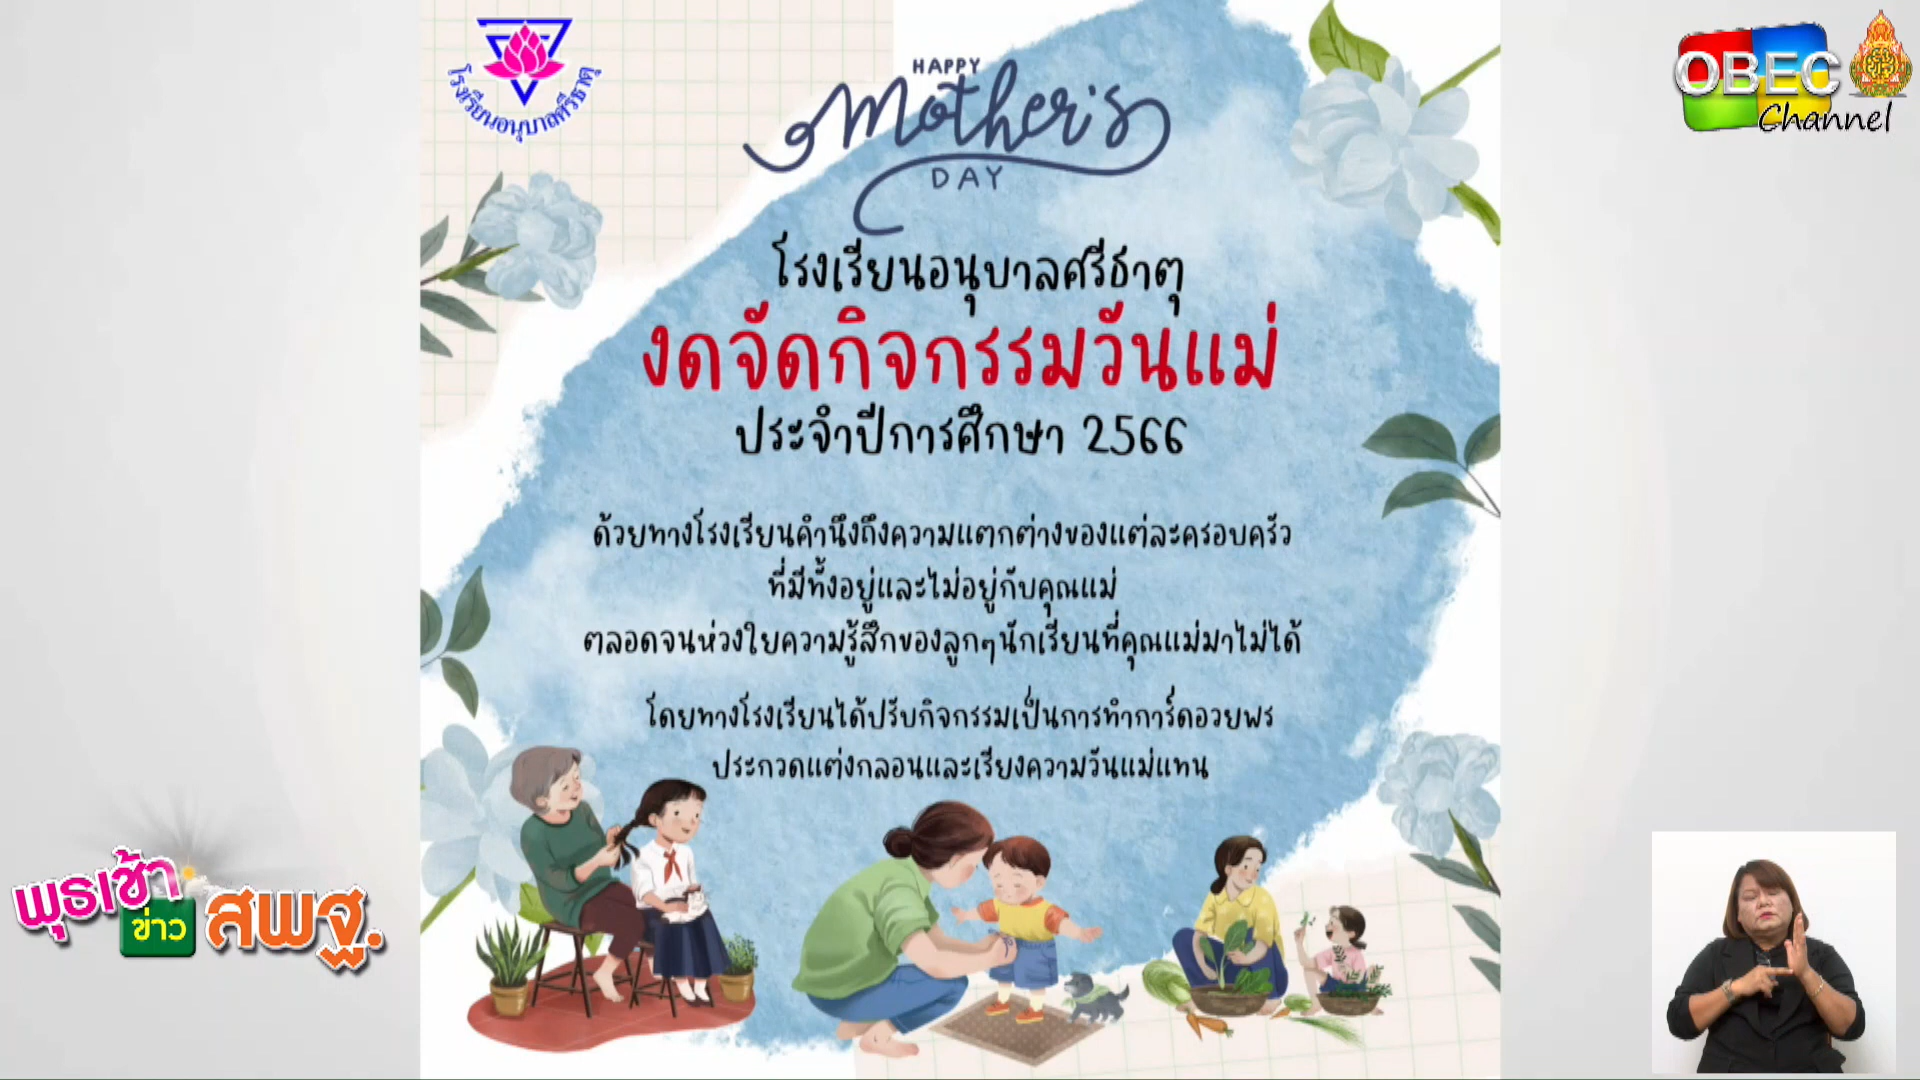 โรงเรียนอนุบาลศรีธาตุ
HAPPY
Mother's
DAY
OBEC
Channel
โรงเรียนอนุบาลศรีธาตุ
งดจัดกิจกรรมวันแม่
ประจำปีการศึกษา 2566
ด้วยทางโรงเรียนคำนึงถึงความแตกต่างของแต่ละครอบครัว
ที่มีทั้งอยู่และไม่อยู่กับคุณแม่
ตลอดจนห่วงใยความรู้สึกของลูกๆนักเรียนที่คุณแม่มาไม่ได้
โดยทางโรงเรียนได้ปรับกิจกรรมเป็นการทำการ์ดอวยพร
ประกวดแต่งกลอนและเรียงความวันแม่แทน
พุธเช้า
ข่าว สพฐ.